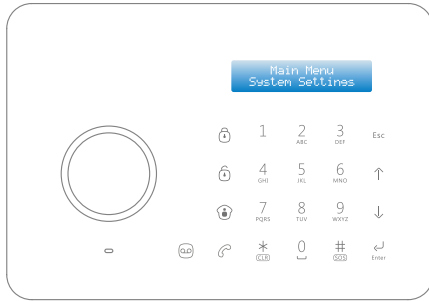 Main Menu
System Settings
1 2 ABC 3 DEF Esc
4 GHI 5 JKL 6 MNO
7 PQRS 8 TUV 9 WXYZ
* (CLR) 0 # (SOS) Enter